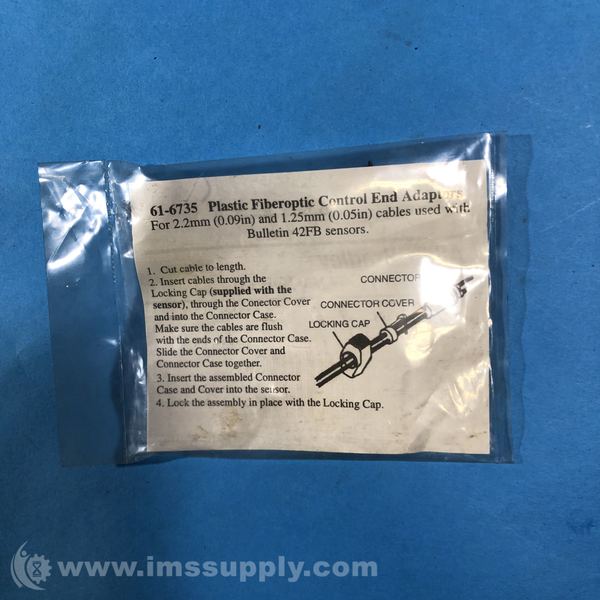 61-6735 Plastic Fiberoptic Control End Adaptors
For 2.2mm (0.09in) and 1.25mm (0.05in) cables used with
Bulletin 42FB sensors.
1. Cut cable to length.
2. Insert cables through the
Locking Cap (supplied with the
sensor), through the Conector Cover
and into the Connector Case.
Make sure the cables are flush
with the ends of the Connector Case.
Slide the Connector Cover and
Connector Case together.
3. Insert the assembled Connector
Case and Cover into the sensor.
4. Lock the assembly in place with the Locking Cap.
CONNECTOR
CONNECTOR COVER
LOCKING CAP
www.imssupply.com